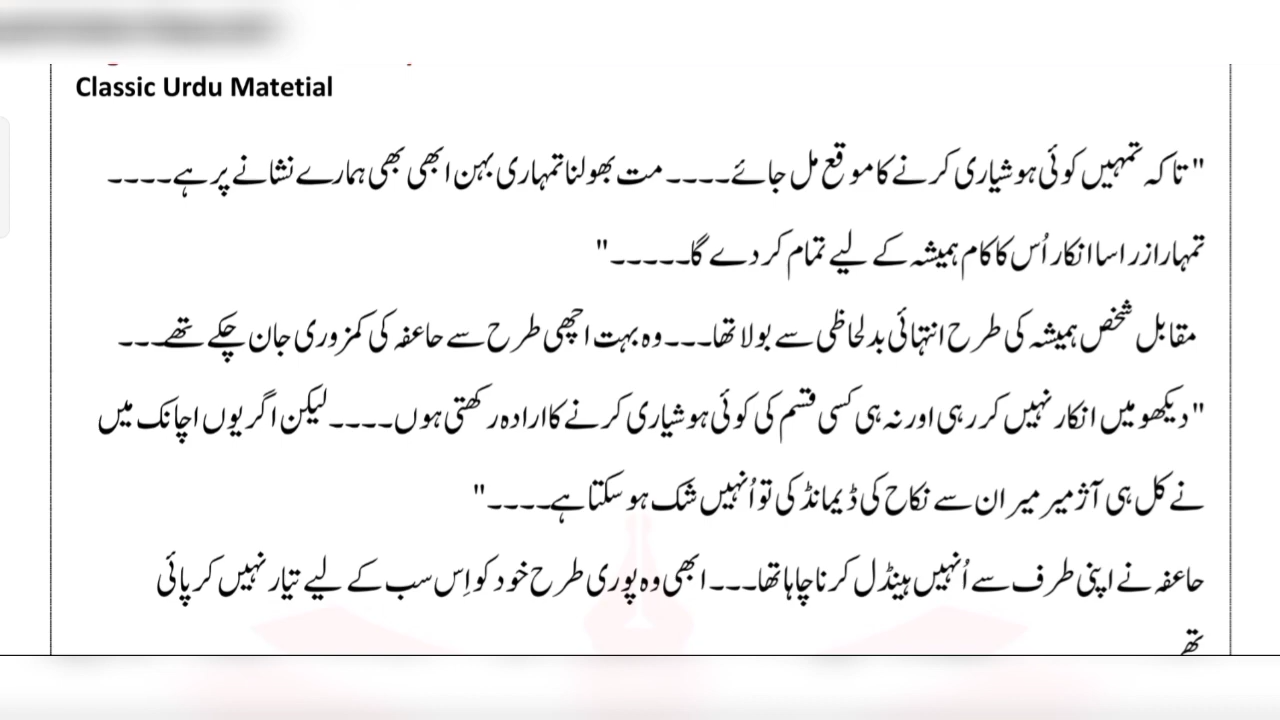 Classic Urdu Matetial
"تاکہ تمہیں کوئی ہوشیاری کرنے کا موقع مل جائے۔۔۔۔ مت بھولنا تمہاری بہن ابھی بھی ہمارے نشانے پر ہے۔۔۔۔
تمہارا ذرا سا انکار اُس کا کام ہمیشہ کے لیے تمام کر دے گا۔۔۔۔۔"
مقابل شخص ہمیشہ کی طرح انتہائی بدلحاظی سے بولا تھا۔۔۔ وہ بہت اچھی طرح سے حاعفہ کی کمزوری جان چکے تھے۔۔۔
"دیکھو میں انکار نہیں کر رہی اور نہ ہی کسی قسم کی کوئی ہوشیاری کرنے کا ارادہ رکھتی ہوں۔۔۔۔ لیکن اگر یوں اچانک میں
نے کل ہی آژمیر میران سے نکاح کی ڈیمانڈ کی تو اُنہیں شک ہو سکتا ہے۔۔۔۔"
حاعفہ نے اپنی طرف سے اُنہیں ہینڈل کرنا چاہا تھا۔۔۔ ابھی وہ پوری طرح خود کو اِس سب کے لیے تیار نہیں کر پائی